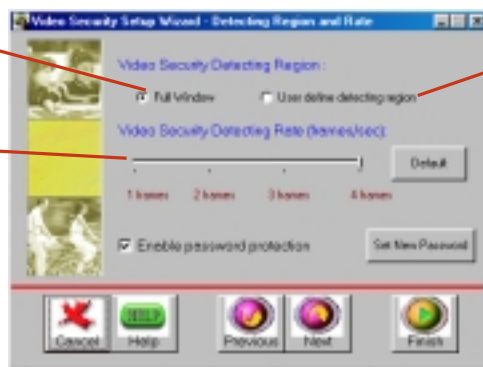 Video Security Setup Wizard - Detecting Region and Rate
Video Security Detecting Region :
Full Window User define detecting region
Video Security Detecting Rate (frames/sec):
Default
1 frames 2 frames 3 frames 4 frames
Enable password protection Set New Password
HELP
Cancel Help Previous Next Finish